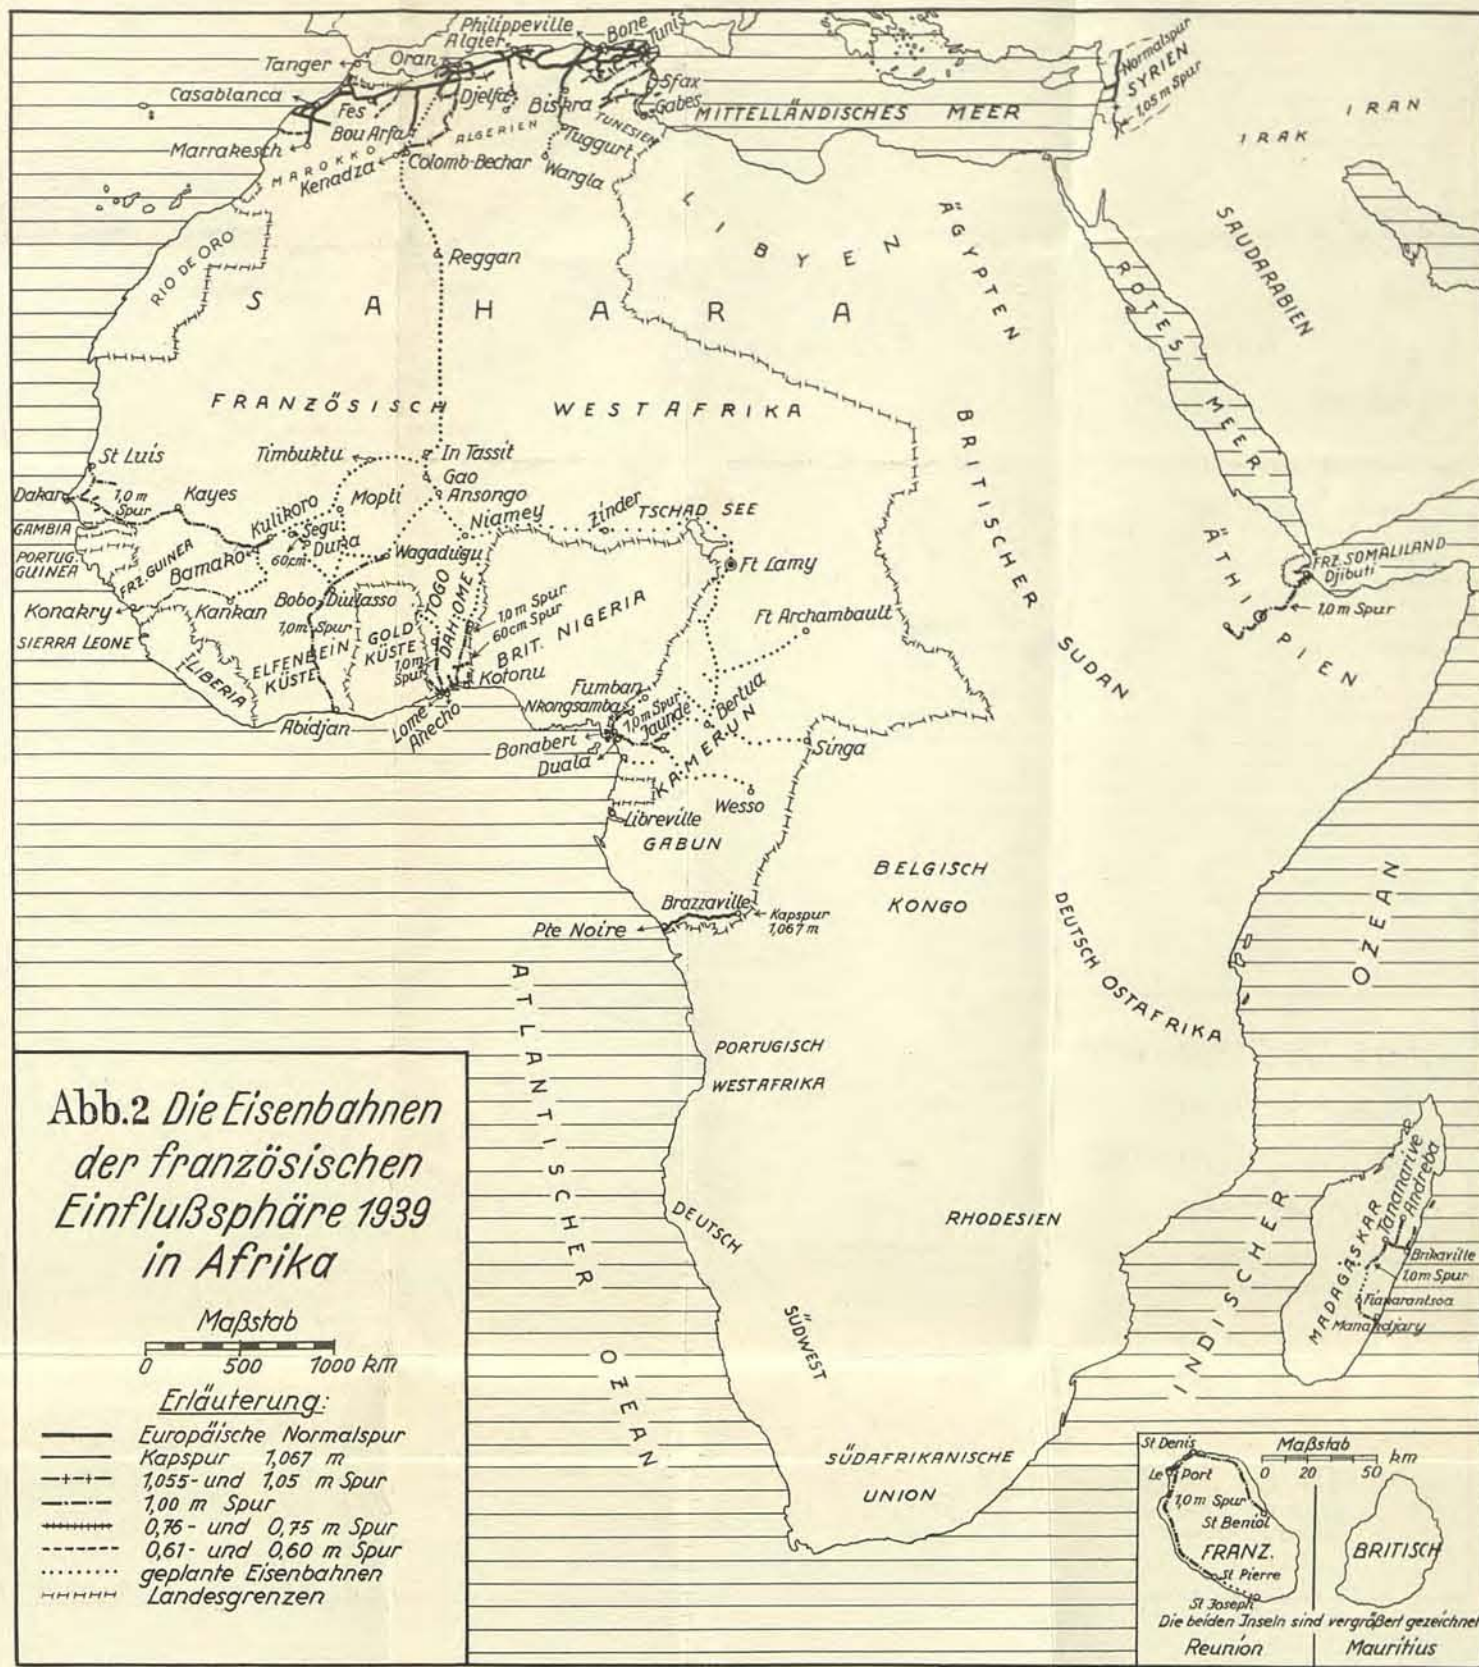 Philippeville
Algier
Bone
Tunis
Tanger
Oran
Casablanca
Fes
Djelfa
Biskra
Sfax
Gabes
Bou Arfa
ALGERIEN
TUNESIEN
Marrakesch
MAROKKO
Kenadza
Colomb-Bechar
Tuggurt
Wargla
MITTELLÄNDISCHES MEER
Normalspur
SYRIEN
1,05 m Spur
IRAK
IRAN
RIO DE ORO
Reggan
LIBYEN
ÄGYPTEN
SAUDARABIEN
ROTES MEER
SAHARA
FRANZÖSISCH WESTAFRIKA
St Luis
Timbuktu
In Tassit
Gao
Dakar
1,0 m
Spur
Kayes
Kulikoro
Mopti
Ansongo
Niamey
Zinder
TSCHAD SEE
GAMBIA
PORTUG.
GUINEA
FRZ. GUINEA
Bamako
Segu
60cm
Wagadugu
Ft Lamy
BRITISCHER SUDAN
ÄTHIOPIEN
FRZ. SOMALILAND
Djibuti
1,0 m Spur
Konakry
Kankan
Bobo-Diulasso
1,0m Spur
TOGO
DAHOME
1,0 m Spur
60cm Spur
BRIT. NIGERIA
Ft Archambault
SIERRA LEONE
LIBERIA
ELFENBEIN
KÜSTE
GOLD
KÜSTE
1,0m
Spur
Kotonu
Abidjan
Lome
Anecho
Fumban
Nkongsamba
1,0m Spur
Jaunde
Bertua
Bonaberi
Duala
KAMERUN
Singa
Wesso
Libreville
GABUN
BELGISCH
KONGO
Brazzaville
Kapspur
1,067 m
Pte Noire
DEUTSCH OSTAFRIKA
ATLANTISCHER OZEAN
PORTUGISCH
WESTAFRIKA
DEUTSCH
SÜDWEST
RHODESIEN
SÜDAFRIKANISCHE
UNION
INDISCHER OZEAN
MADAGASKAR
Tananarive
Andreba
Brikaville
1,0m Spur
Fianarantsoa
Manandjary
Abb.2 Die Eisenbahnen
der französischen
Einflußsphäre 1939
in Afrika
Maßstab
0 500 1000 km
Erläuterung:
Europäische Normalspur
Kapspur 1,067 m
1,055- und 1,05 m Spur
1,00 m Spur
0,76- und 0,75 m Spur
0,61- und 0,60 m Spur
geplante Eisenbahnen
Landesgrenzen
St Denis
Maßstab
0 20 50 km
Le Port
1,0m Spur
St Beniol
FRANZ.
BRITISCH
St Pierre
St Joseph
Die beiden Inseln sind vergrößert gezeichnet
Reunion
Mauritius